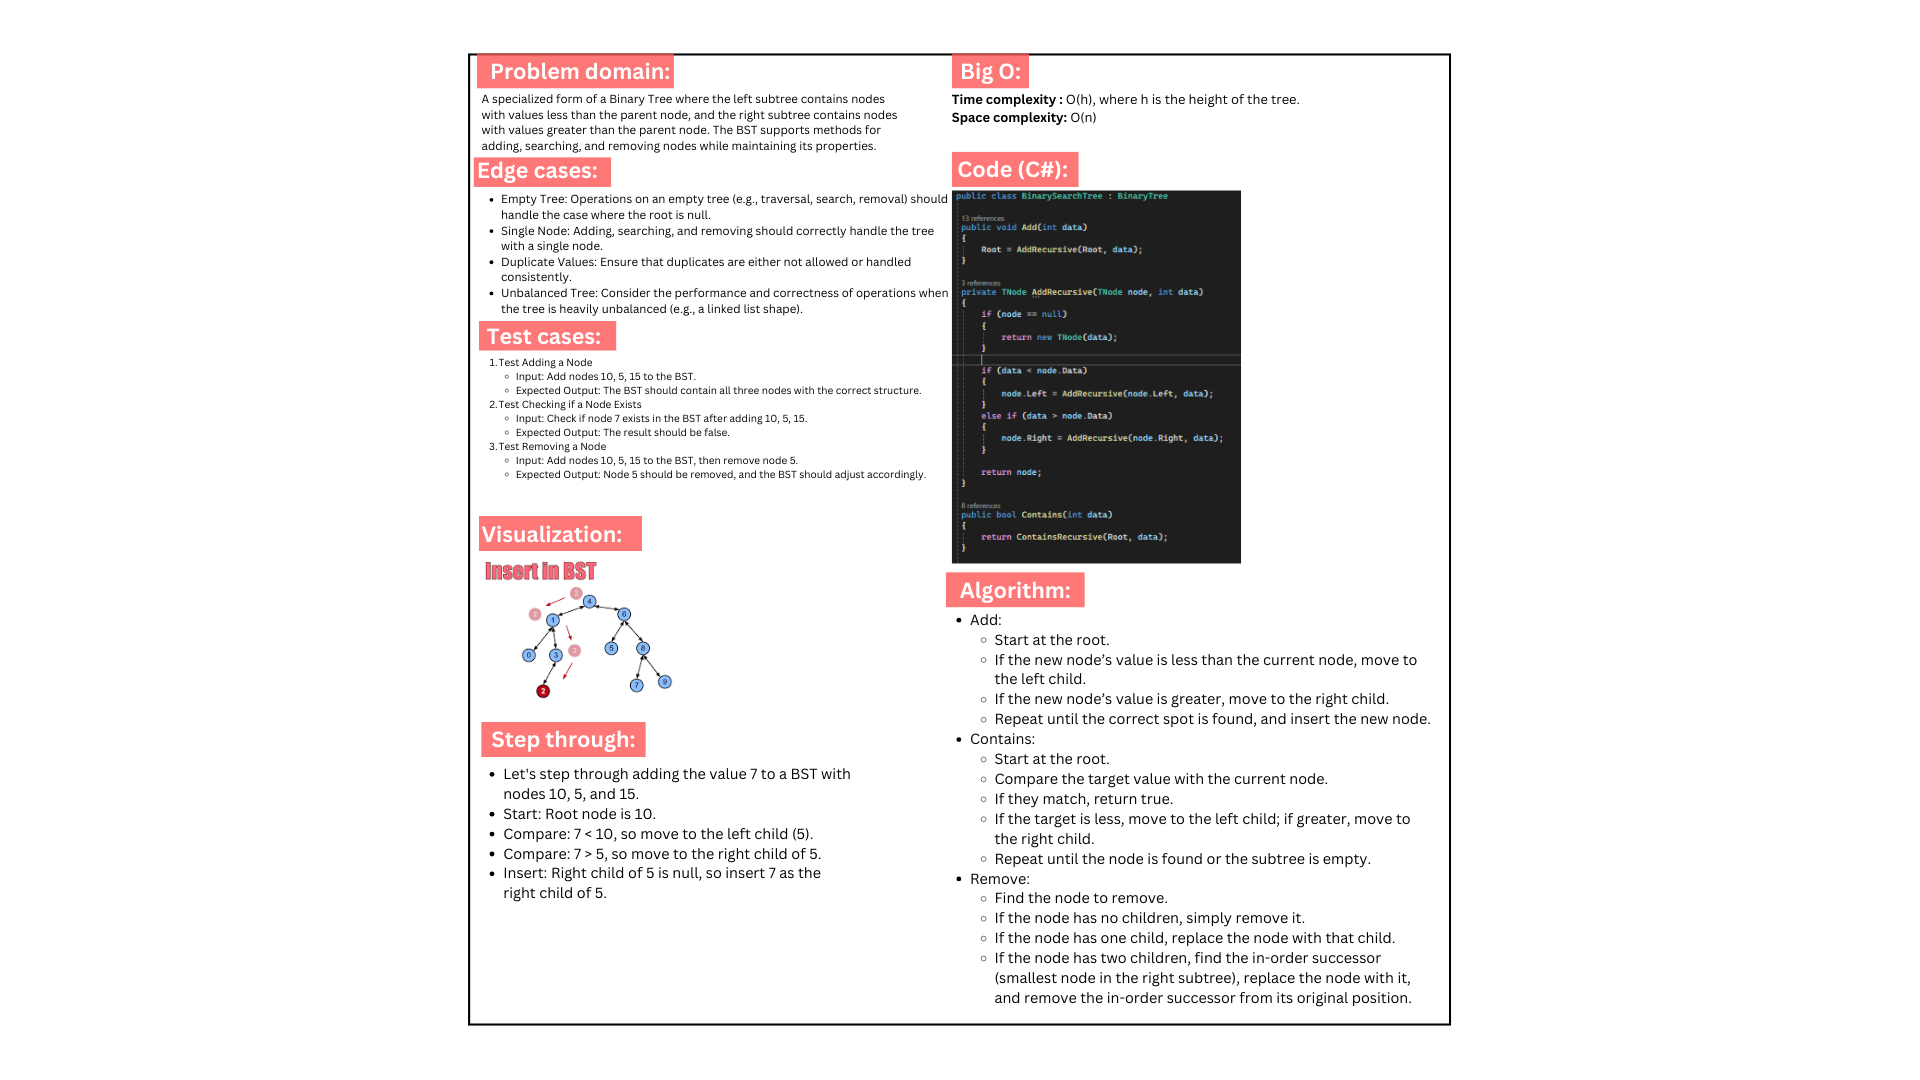 Problem domain:
A specialized form of a Binary Tree where the left subtree contains nodes
with values less than the parent node, and the right subtree contains nodes
with values greater than the parent node. The BST supports methods for
adding, searching, and removing nodes while maintaining its properties.
Edge cases:
• Empty Tree: Operations on an empty tree (e.g., traversal, search, removal) should
handle the case where the root is null.
• Single Node: Adding, searching, and removing should correctly handle the tree
with a single node.
• Duplicate Values: Ensure that duplicates are either not allowed or handled
consistently.
• Unbalanced Tree: Consider the performance and correctness of operations when
the tree is heavily unbalanced (e.g., a linked list shape).
Test cases:
1. Test Adding a Node
◦ Input: Add nodes 10, 5, 15 to the BST.
◦ Expected Output: The BST should contain all three nodes with the correct structure.
2. Test Checking if a Node Exists
◦ Input: Check if node 7 exists in the BST after adding 10, 5, 15.
◦ Expected Output: The result should be false.
3. Test Removing a Node
◦ Input: Add nodes 10, 5, 15 to the BST, then remove node 5.
◦ Expected Output: Node 5 should be removed, and the BST should adjust accordingly.
Visualization:
Insert in BST
2
4
2
1
6
0
3
2
5
8
2
7
9
Step through:
• Let's step through adding the value 7 to a BST with
nodes 10, 5, and 15.
• Start: Root node is 10.
• Compare: 7 < 10, so move to the left child (5).
• Compare: 7 > 5, so move to the right child of 5.
• Insert: Right child of 5 is null, so insert 7 as the
right child of 5.
Big O:
Time complexity : O(h), where h is the height of the tree.
Space complexity: O(n)
Code (C#):
public class BinarySearchTree : BinaryTree
13 references
public void Add(int data)
{
Root = AddRecursive(Root, data);
}
3 references
private TNode AddRecursive(TNode node, int data)
{
if (node == null)
{
return new TNode(data);
}
if (data < node.Data)
{
node.Left = AddRecursive(node.Left, data);
}
else if (data > node.Data)
{
node.Right = AddRecursive(node.Right, data);
}
return node;
}
8 references
public bool Contains(int data)
{
return ContainsRecursive(Root, data);
}
Algorithm:
• Add:
◦ Start at the root.
◦ If the new node’s value is less than the current node, move to
the left child.
◦ If the new node’s value is greater, move to the right child.
◦ Repeat until the correct spot is found, and insert the new node.
• Contains:
◦ Start at the root.
◦ Compare the target value with the current node.
◦ If they match, return true.
◦ If the target is less, move to the left child; if greater, move to
the right child.
◦ Repeat until the node is found or the subtree is empty.
• Remove:
◦ Find the node to remove.
◦ If the node has no children, simply remove it.
◦ If the node has one child, replace the node with that child.
◦ If the node has two children, find the in-order successor
(smallest node in the right subtree), replace the node with it,
and remove the in-order successor from its original position.